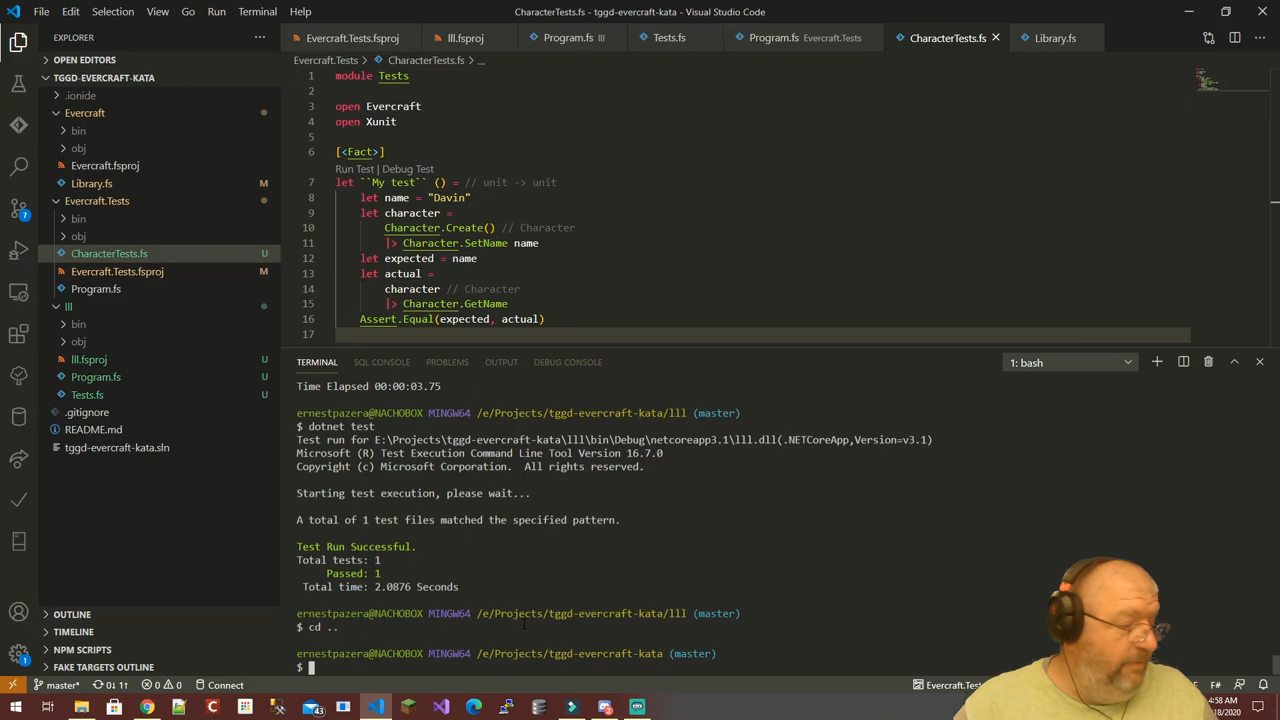 File Edit Selection View Go Run Terminal Help
CharacterTests.fs - tggd-evercraft-kata - Visual Studio Code
EXPLORER
OPEN EDITORS
TGGD-EVERCRAFT-KATA
.ionide
Evercraft
bin
obj
Evercraft.fsproj
Library.fs M
Evercraft.Tests
bin
obj
CharacterTests.fs U
Evercraft.Tests.fsproj M
Program.fs
lll
bin
obj
lll.fsproj U
Program.fs U
Tests.fs U
.gitignore
README.md
tggd-evercraft-kata.sln
OUTLINE
TIMELINE
NPM SCRIPTS
FAKE TARGETS OUTLINE
7
1
Evercraft.Tests.fsproj lll.fsproj Program.fs lll Tests.fs Program.fs Evercraft.Tests CharacterTests.fs Library.fs
Evercraft.Tests > CharacterTests.fs > ...
1 module Tests
2
3 open Evercraft
4 open Xunit
5
6 [<Fact>]
Run Test | Debug Test
7 let ``My test`` () = // unit -> unit
8 let name = "Davin"
9 let character =
10 Character.Create() // Character
11 |> Character.SetName name
12 let expected = name
13 let actual =
14 character // Character
15 |> Character.GetName
16 Assert.Equal(expected, actual)
17
TERMINAL SQL CONSOLE PROBLEMS OUTPUT DEBUG CONSOLE 1: bash
Time Elapsed 00:00:03.75
ernestpazera@NACHOBOX MINGW64 /e/Projects/tggd-evercraft-kata/lll (master)
$ dotnet test
Test run for E:\Projects\tggd-evercraft-kata\lll\bin\Debug\netcoreapp3.1\lll.dll(.NETCoreApp,Version=v3.1)
Microsoft (R) Test Execution Command Line Tool Version 16.7.0
Copyright (c) Microsoft Corporation. All rights reserved.
Starting test execution, please wait...
A total of 1 test files matched the specified pattern.
Test Run Successful.
Total tests: 1
Passed: 1
Total time: 2.0876 Seconds
ernestpazera@NACHOBOX MINGW64 /e/Projects/tggd-evercraft-kata/lll (master)
$ cd ..
ernestpazera@NACHOBOX MINGW64 /e/Projects/tggd-evercraft-kata (master)
$
master* 0↓ 1↑ 0 0 Connect
Evercraft.Tests
F#
43
2
:58 AM
/18/2020